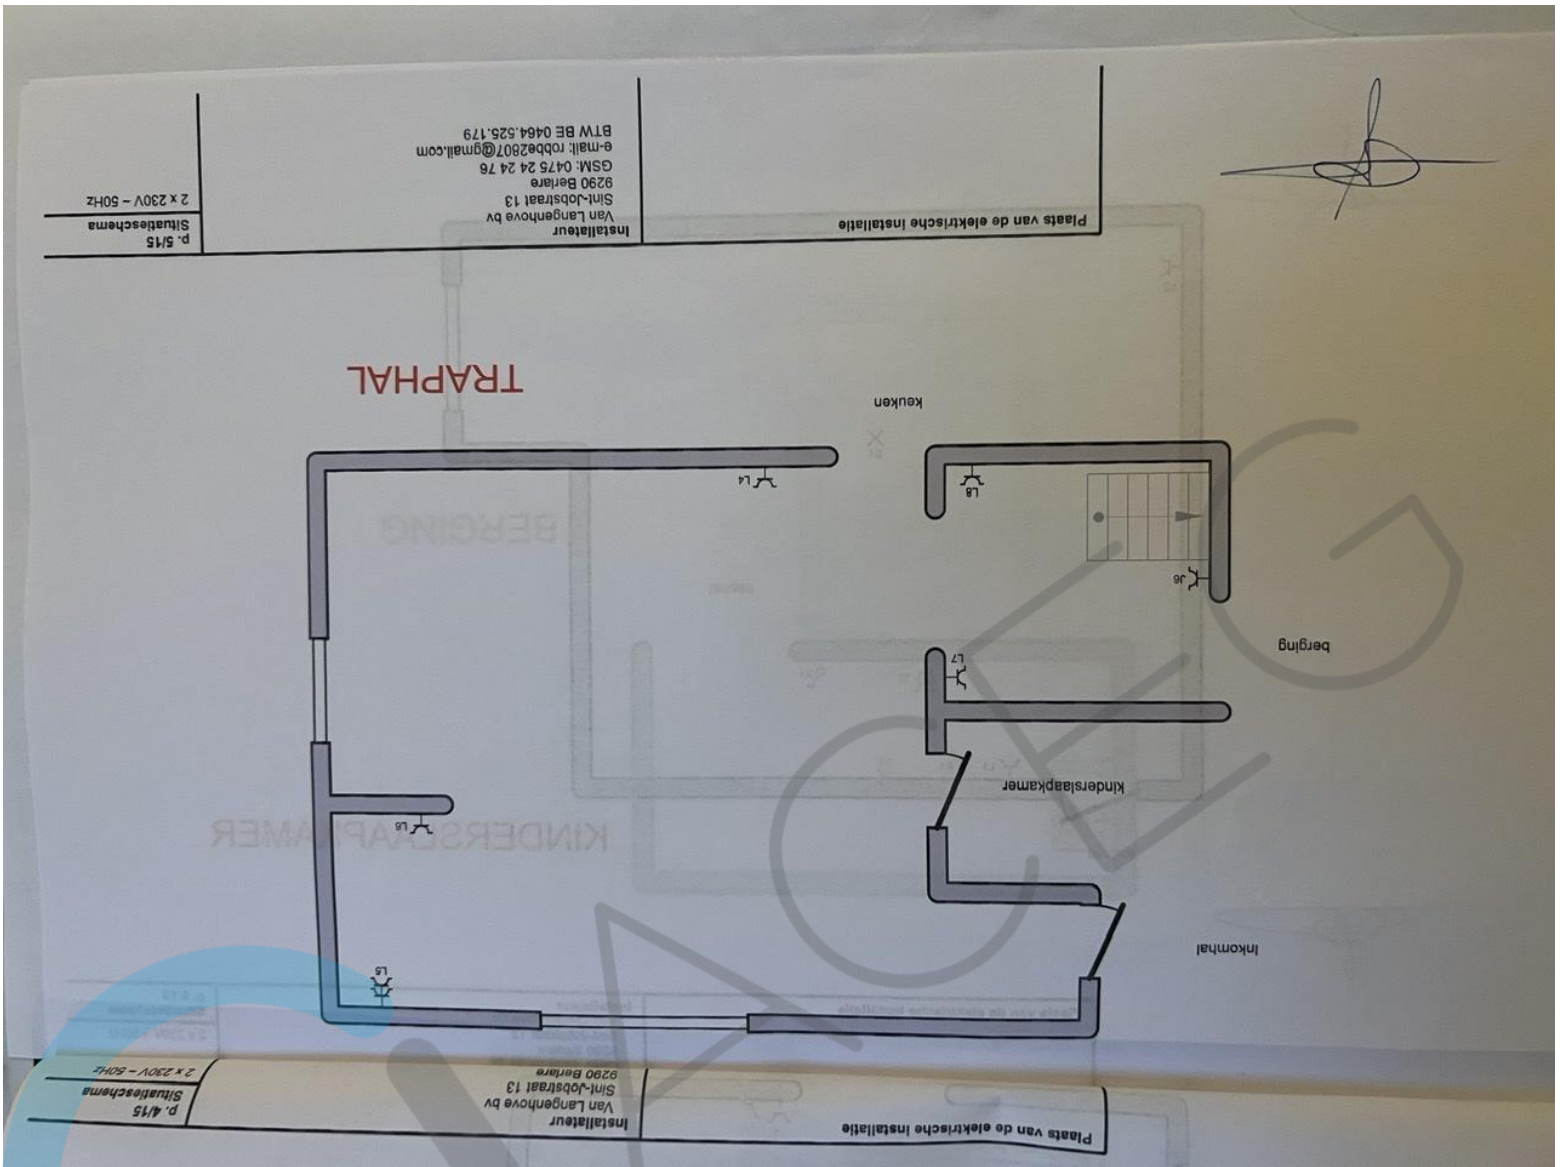 Inkomhal
L5
L6
kinderslaapkamer
L7
berging
J6
L8
L4
keuken
TRAPHAL
Plaats van de elektrische installatie
Installateur
Van Langenhove bv
Sint-Jobstraat 13
9290 Berlare
GSM: 0475 24 24 76
e-mail: robbe2807@gmail.com
BTW BE 0464.525.179
p. 5/15
Situatieschema
2 x 230V ~ 50Hz
Plaats van de elektrische installatie
Installateur
Van Langenhove bv
Sint-Jobstraat 13
9290 Berlare
p. 4/15
Situatieschema
2 x 230V ~ 50Hz
BERGING
KINDERSLAAPKAMER
ACEG